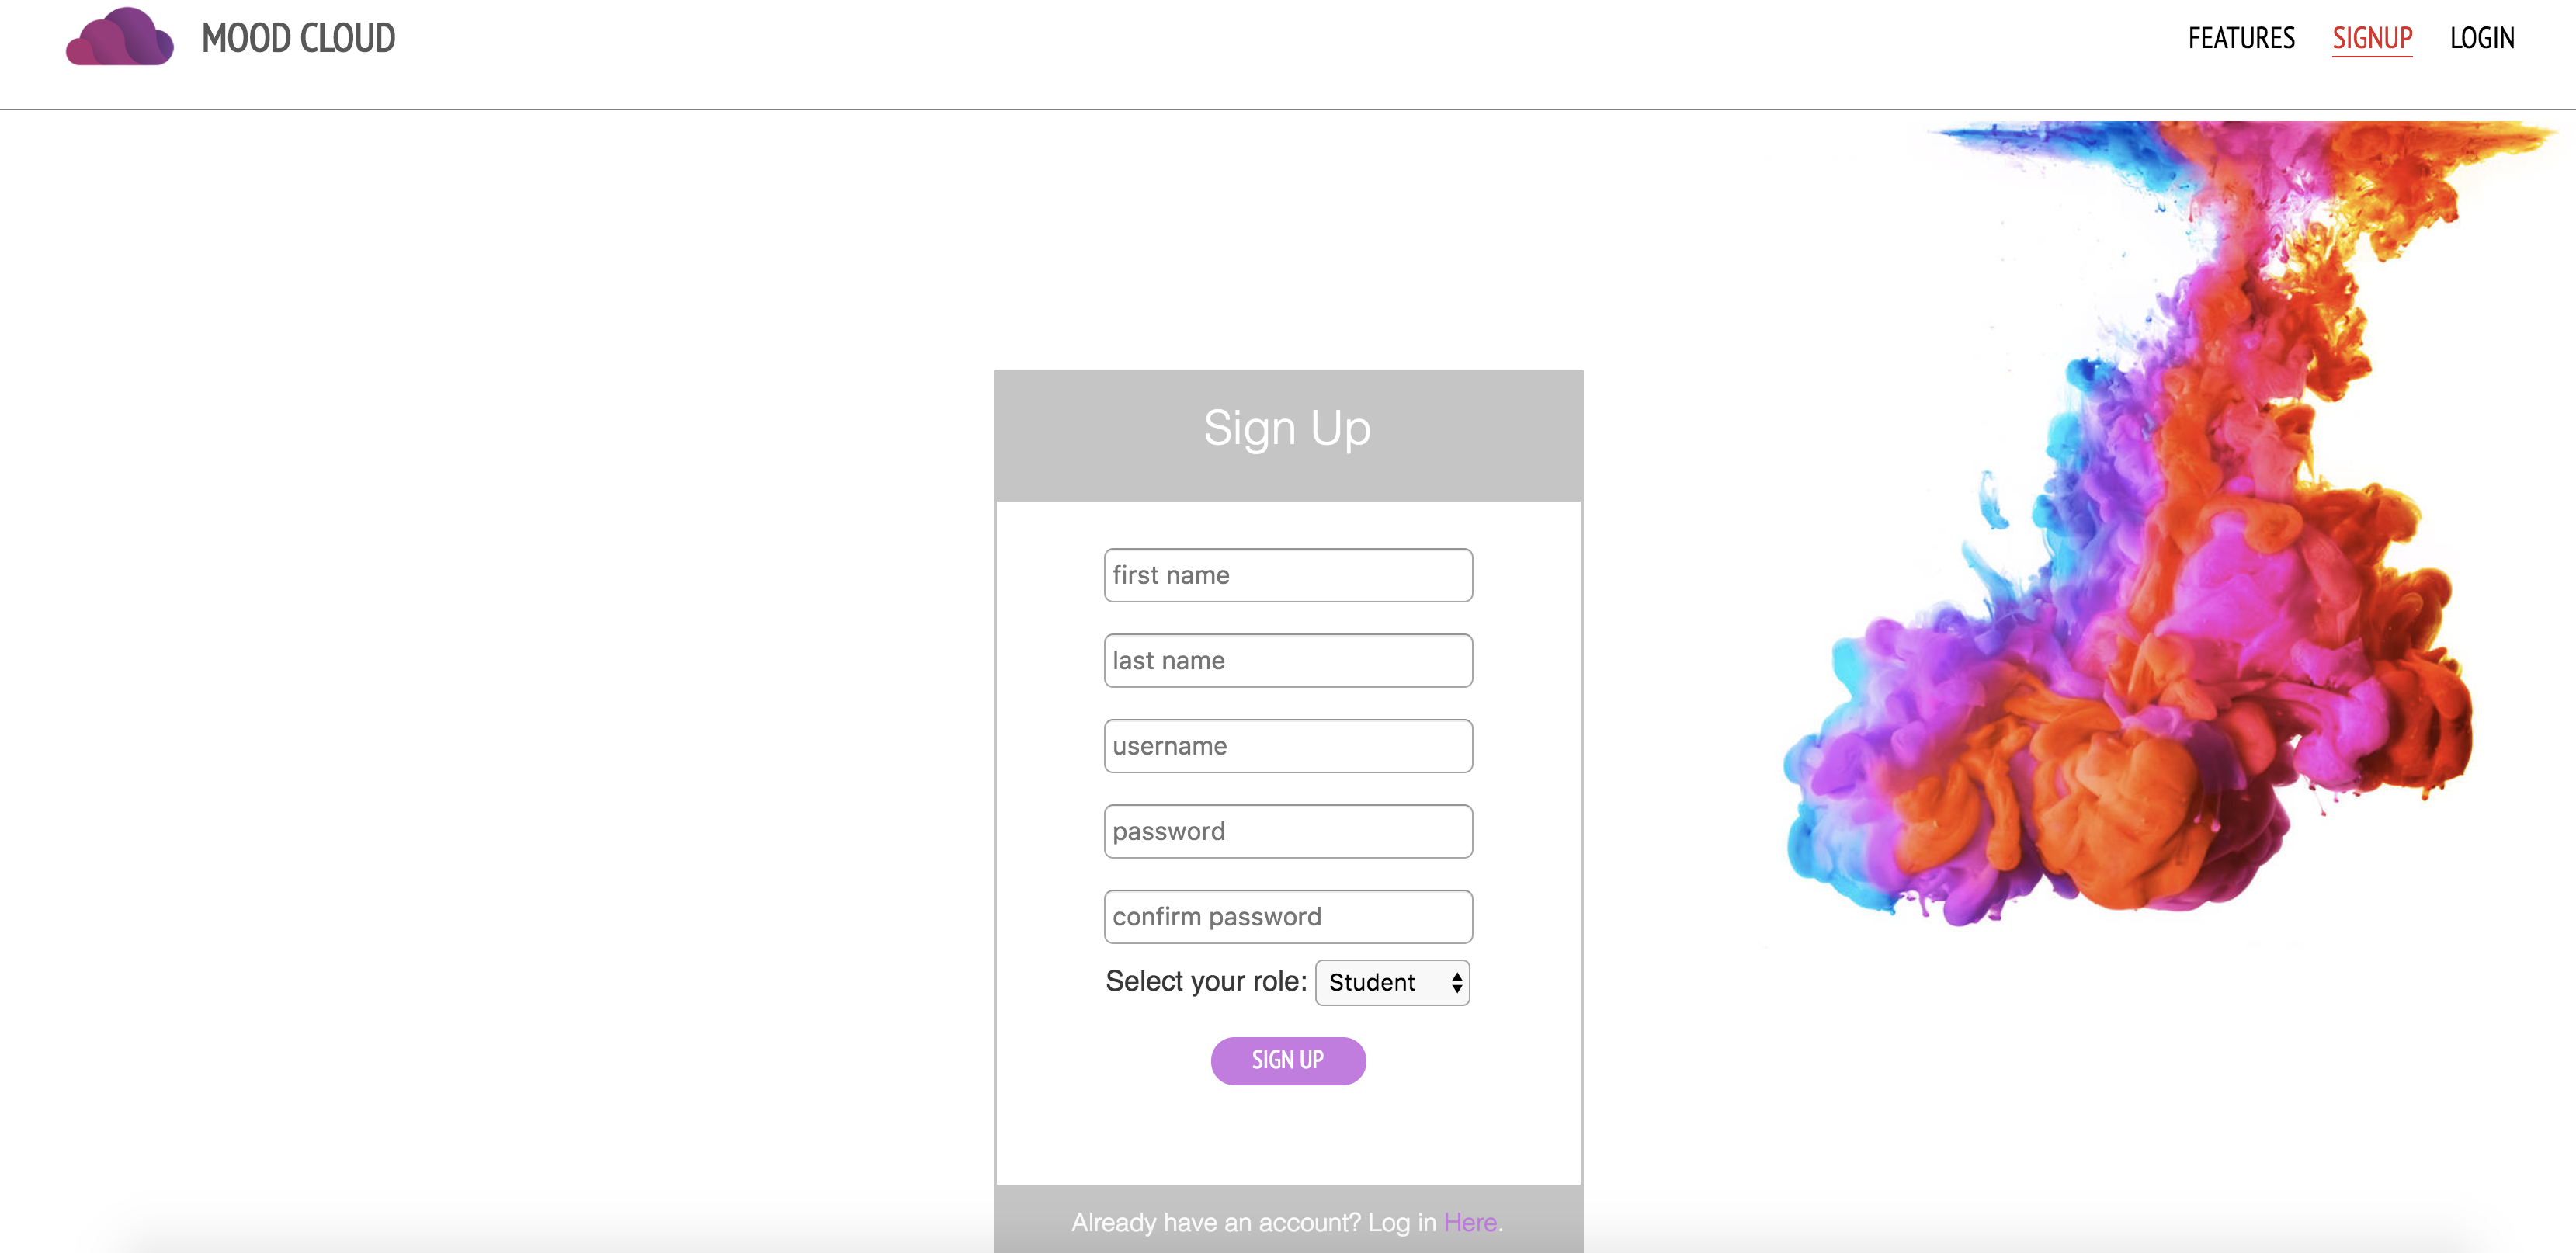 MOOD CLOUD
FEATURES SIGNUP LOGIN
Sign Up
first name
last name
username
password
confirm password
Select your role: Student
SIGN UP
Already have an account? Log in Here.